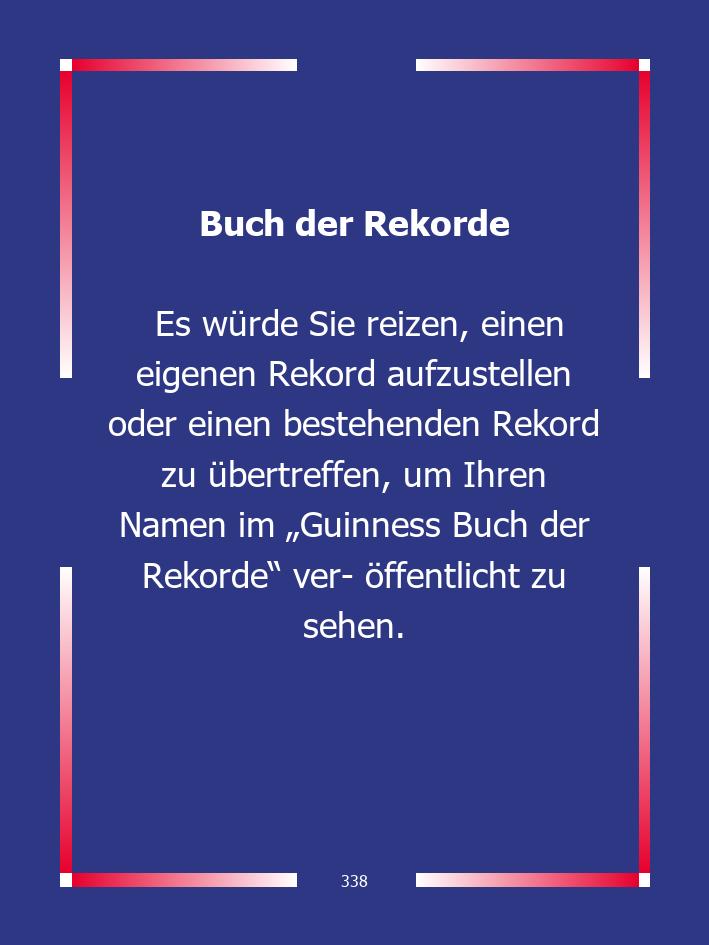 Buch der Rekorde
Es würde Sie reizen, einen
eigenen Rekord aufzustellen
oder einen bestehenden Rekord
zu übertreffen, um Ihren
Namen im „Guinness Buch der
Rekorde“ ver- öffentlicht zu
sehen.
338